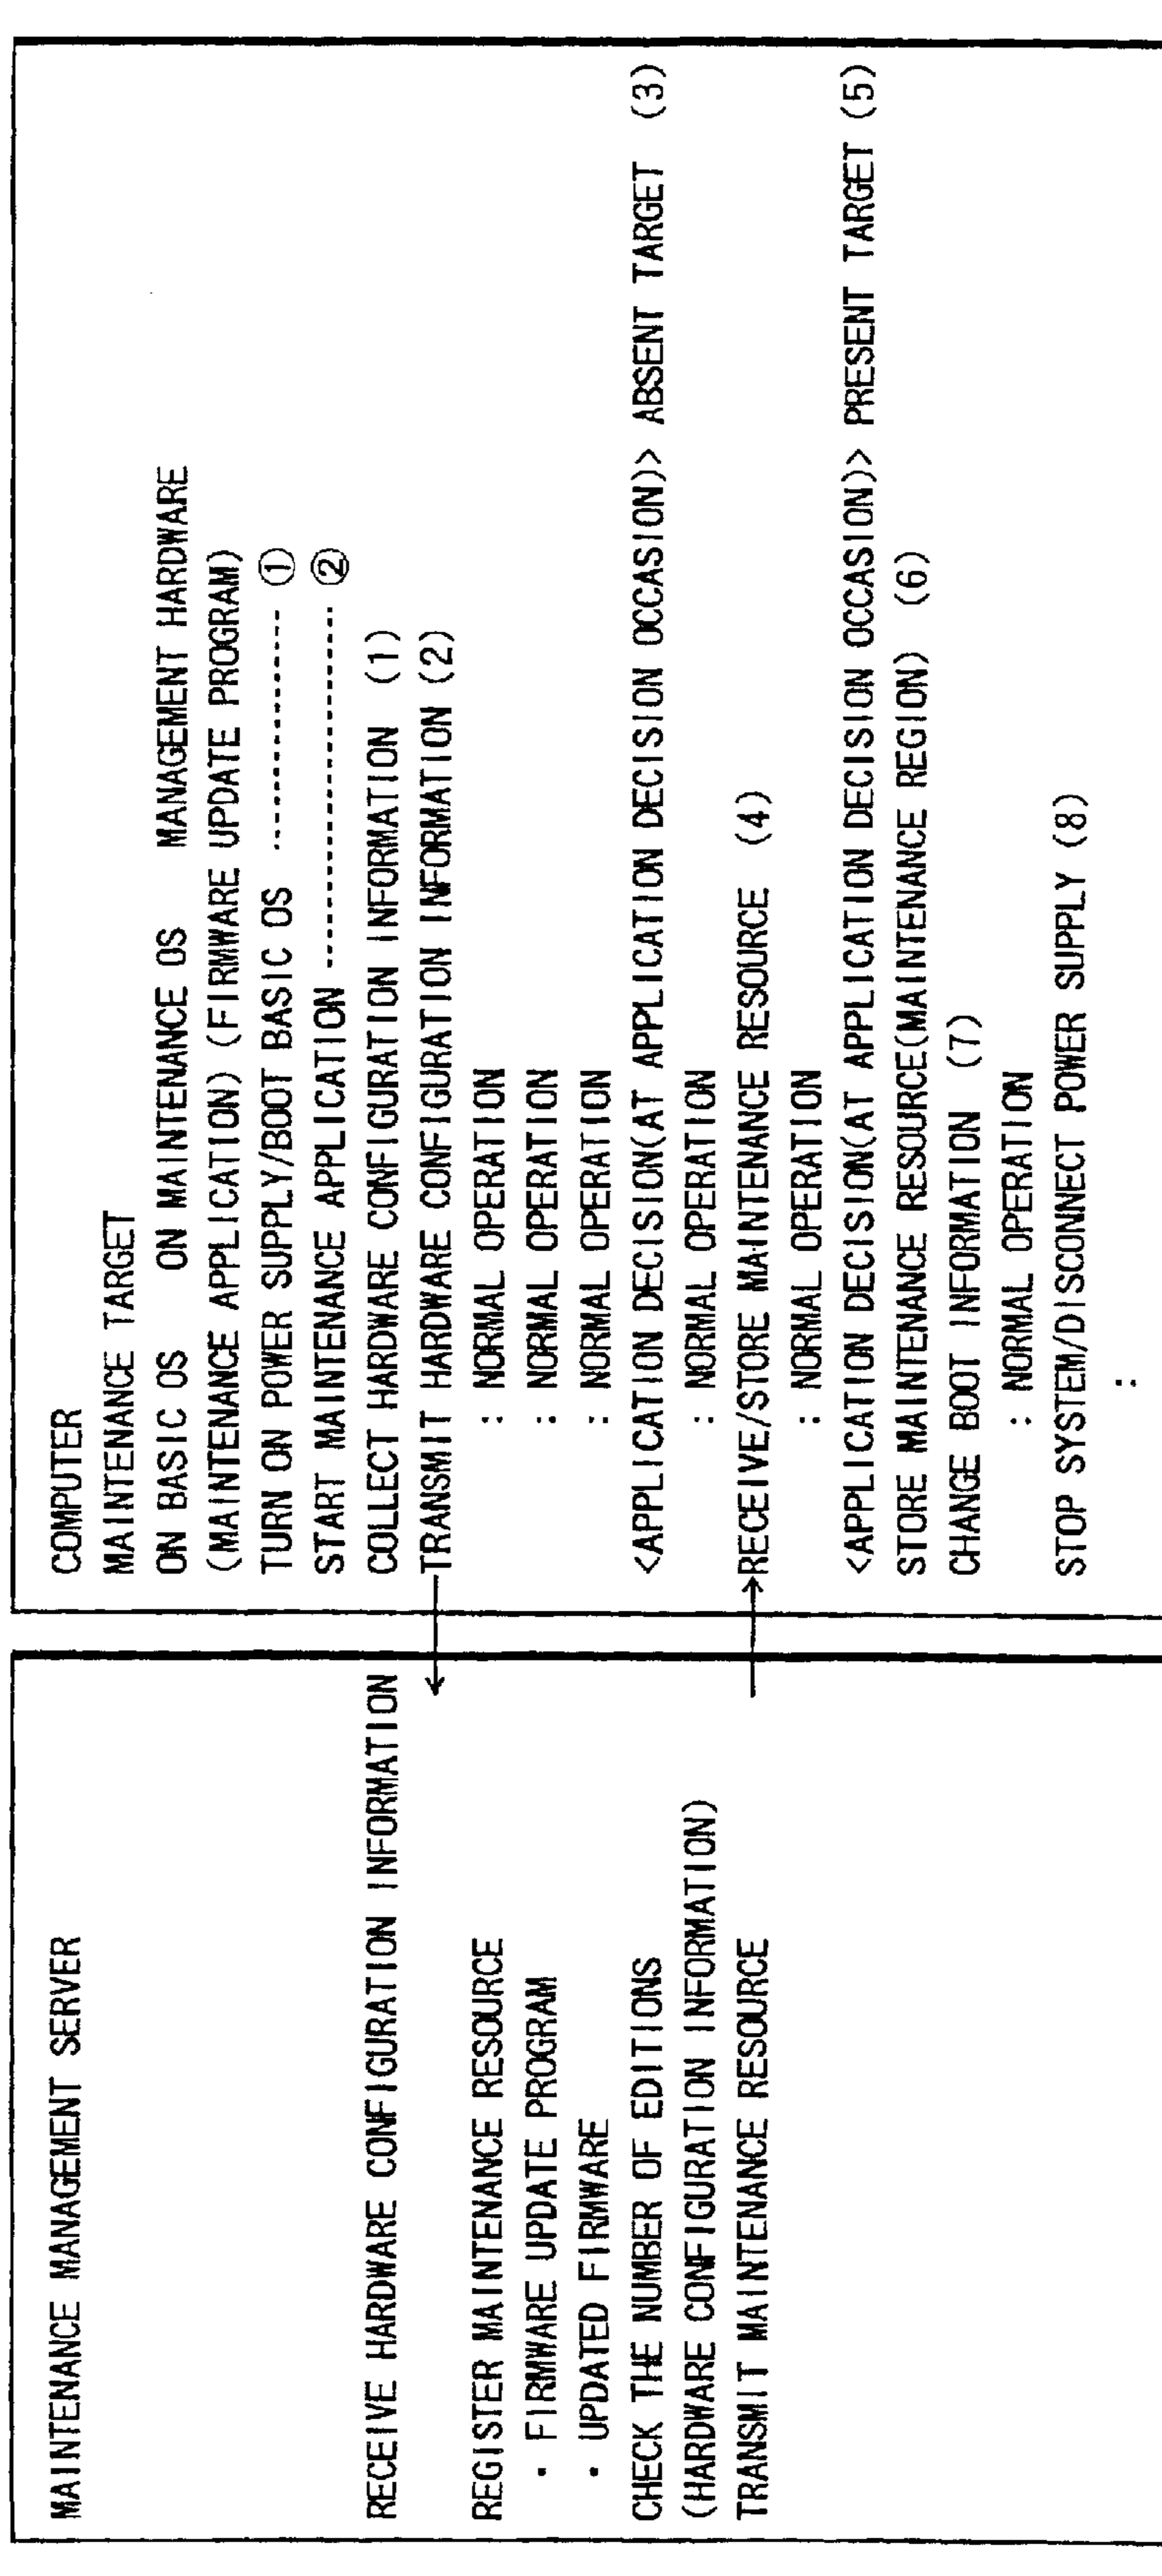 MAINTENANCE MANAGEMENT SERVER
RECEIVE HARDWARE CONFIGURATION INFORMATION
REGISTER MAINTENANCE RESOURCE
・ FIRMWARE UPDATE PROGRAM
・ UPDATED FIRMWARE
CHECK THE NUMBER OF EDITIONS
(HARDWARE CONFIGURATION INFORMATION)
TRANSMIT MAINTENANCE RESOURCE
COMPUTER
MAINTENANCE TARGET
ON BASIC OS ON MAINTENANCE OS MANAGEMENT HARDWARE
(MAINTENANCE APPLICATION) (FIRMWARE UPDATE PROGRAM)
TURN ON POWER SUPPLY/BOOT BASIC OS ---------------- ①
START MAINTENANCE APPLICATION ------------------------ ②
COLLECT HARDWARE CONFIGURATION INFORMATION (1)
TRANSMIT HARDWARE CONFIGURATION INFORMATION (2)
: NORMAL OPERATION
: NORMAL OPERATION
: NORMAL OPERATION
<APPLICATION DECISION(AT APPLICATION DECISION OCCASION)> ABSENT TARGET (3)
: NORMAL OPERATION
RECEIVE/STORE MAINTENANCE RESOURCE (4)
: NORMAL OPERATION
<APPLICATION DECISION(AT APPLICATION DECISION OCCASION)> PRESENT TARGET (5)
STORE MAINTENANCE RESOURCE(MAINTENANCE REGION) (6)
CHANGE BOOT INFORMATION (7)
: NORMAL OPERATION
STOP SYSTEM/DISCONNECT POWER SUPPLY (8)
: